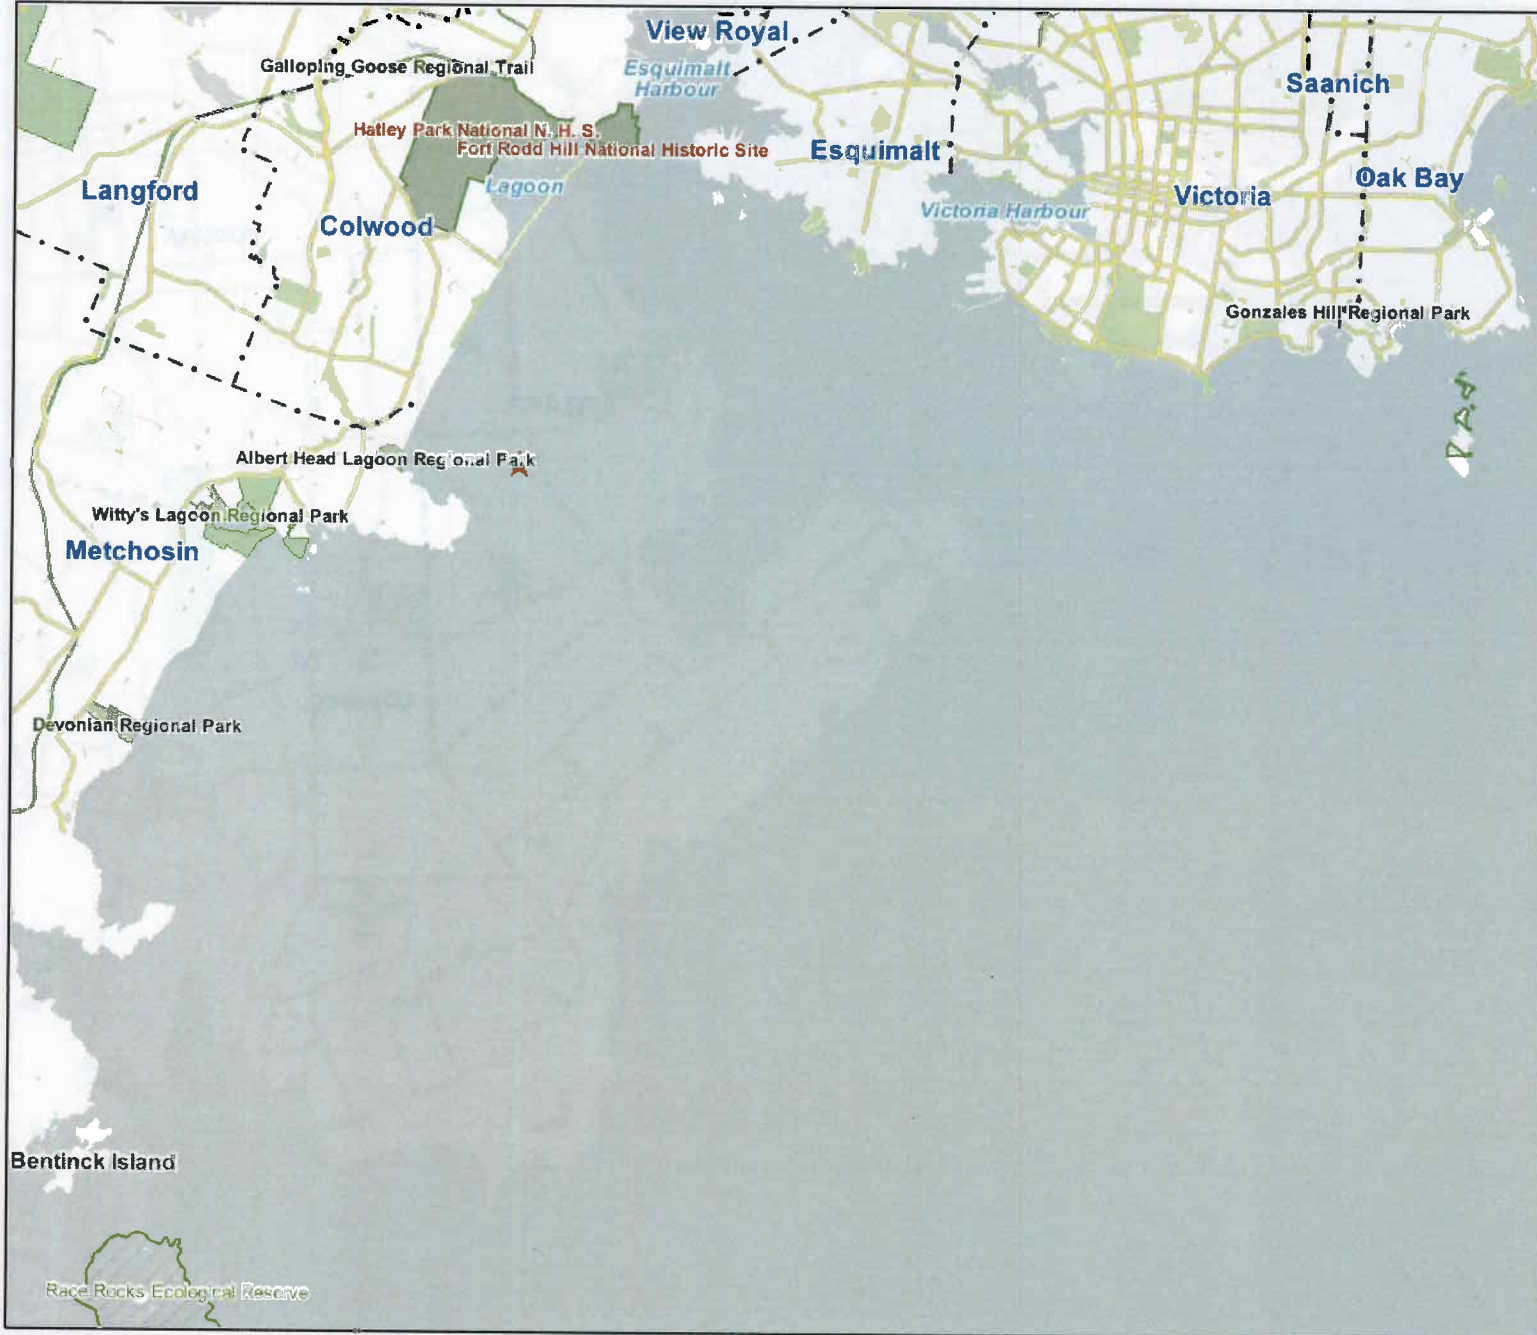 View Royal
Galloping Goose Regional Trail
Esquimalt
Harbour
Saanich
Hatley Park National N. H. S.
Fort Rodd Hill National Historic Site
Esquimalt
Langford
Lagoon
Oak Bay
Victoria
Victoria Harbour
Colwood
Gonzales Hill Regional Park
Albert Head Lagoon Regional Park
Witty's Lagoon Regional Park
Metchosin
Devonian Regional Park
Bentinck Island
Race Rocks Ecological Reserve